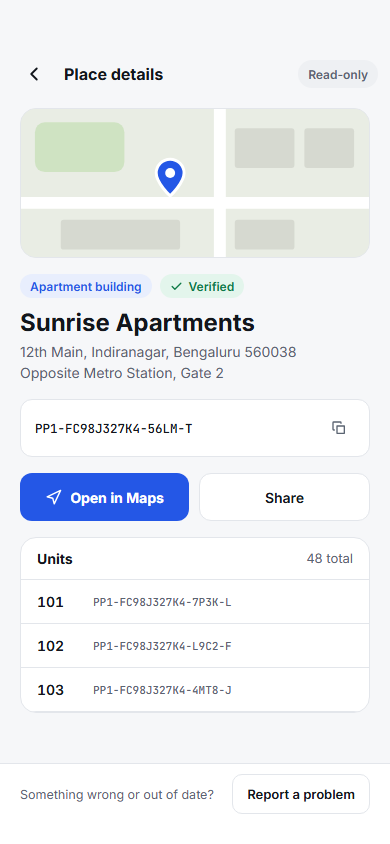 Place details
Read-only
Apartment building
Verified
Sunrise Apartments
12th Main, Indiranagar, Bengaluru 560038
Opposite Metro Station, Gate 2
PP1-FC98J327K4-56LM-T
Open in Maps
Share
Units
48 total
101 PP1-FC98J327K4-7P3K-L
102 PP1-FC98J327K4-L9C2-F
103 PP1-FC98J327K4-4MT8-J
Something wrong or out of date?
Report a problem